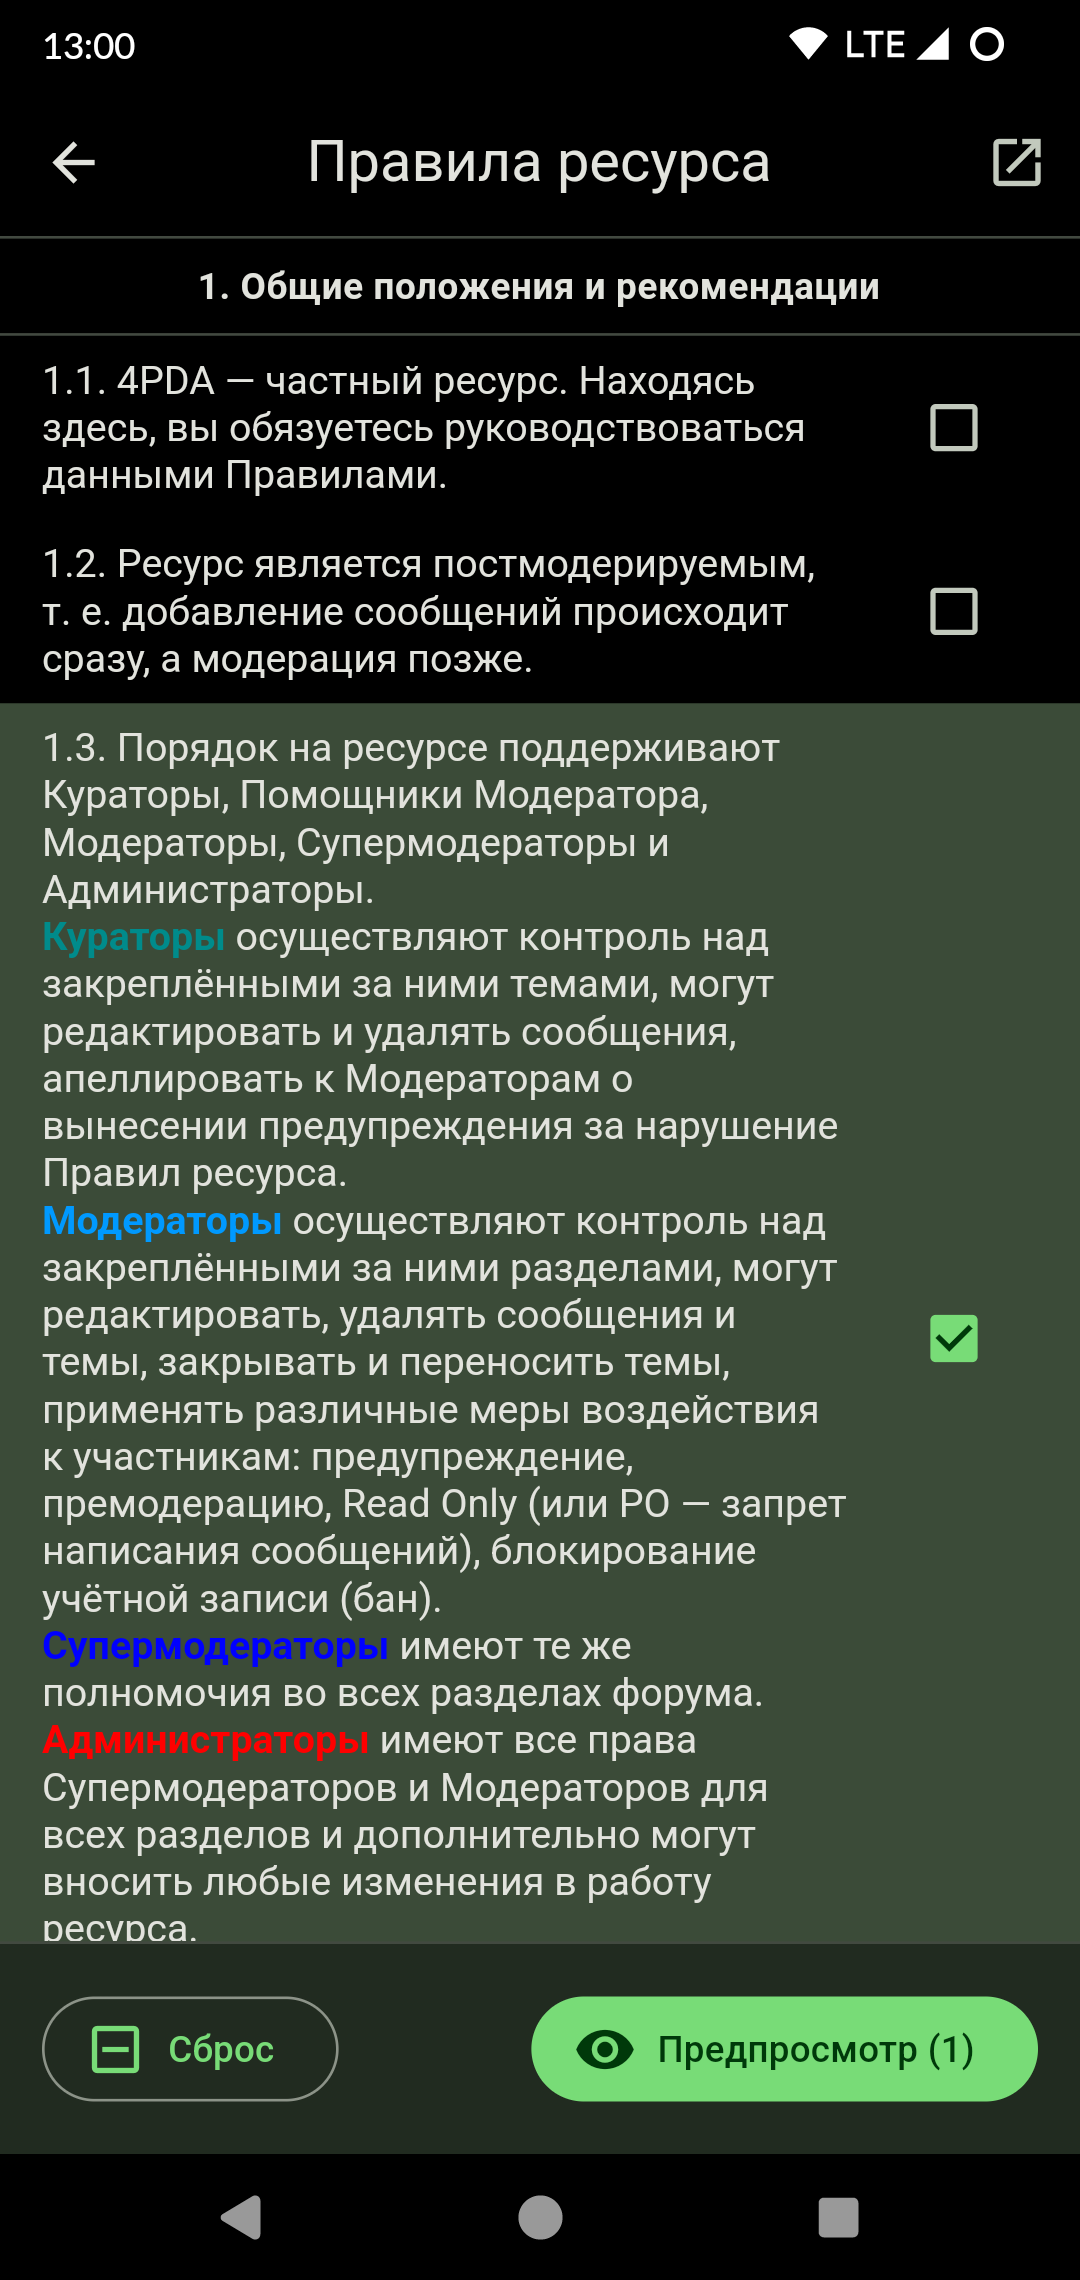 13:00
LTE
Правила ресурса
1. Общие положения и рекомендации
1.1. 4PDA — частный ресурс. Находясь
здесь, вы обязуетесь руководствоваться
данными Правилами.
1.2. Ресурс является постмодерируемым,
т. е. добавление сообщений происходит
сразу, а модерация позже.
1.3. Порядок на ресурсе поддерживают
Кураторы, Помощники Модератора,
Модераторы, Супермодераторы и
Администраторы.
Кураторы осуществляют контроль над
закреплёнными за ними темами, могут
редактировать и удалять сообщения,
апеллировать к Модераторам о
вынесении предупреждения за нарушение
Правил ресурса.
Модераторы осуществляют контроль над
закреплёнными за ними разделами, могут
редактировать, удалять сообщения и
темы, закрывать и переносить темы,
применять различные меры воздействия
к участникам: предупреждение,
премодерацию, Read Only (или РО — запрет
написания сообщений), блокирование
учётной записи (бан).
Супермодераторы имеют те же
полномочия во всех разделах форума.
Администраторы имеют все права
Супермодераторов и Модераторов для
всех разделов и дополнительно могут
вносить любые изменения в работу
ресурса.
Сброс
Предпросмотр (1)